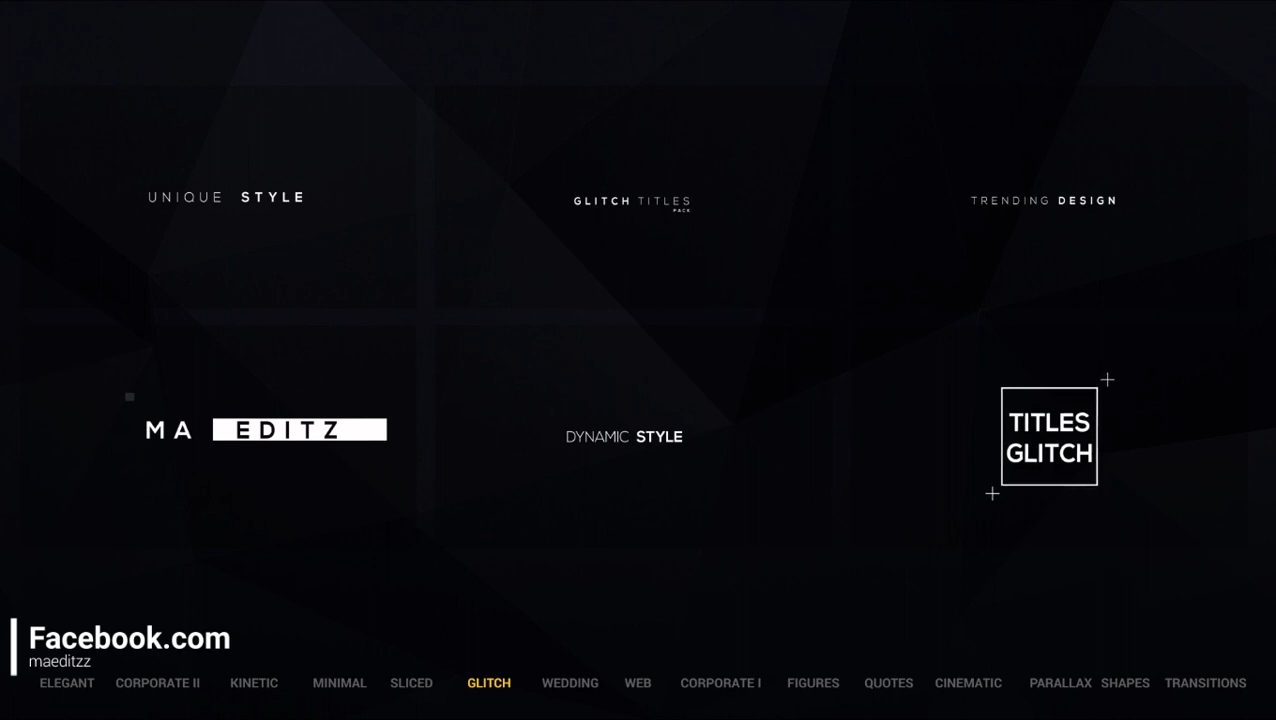 UNIQUE STYLE
GLITCH TITLES
PACK
TRENDING DESIGN
MA EDITZ
DYNAMIC STYLE
TITLES
GLITCH
Facebook.com
maeditzz
ELEGANT CORPORATE II KINETIC MINIMAL SLICED GLITCH WEDDING WEB CORPORATE I FIGURES QUOTES CINEMATIC PARALLAX SHAPES TRANSITIONS